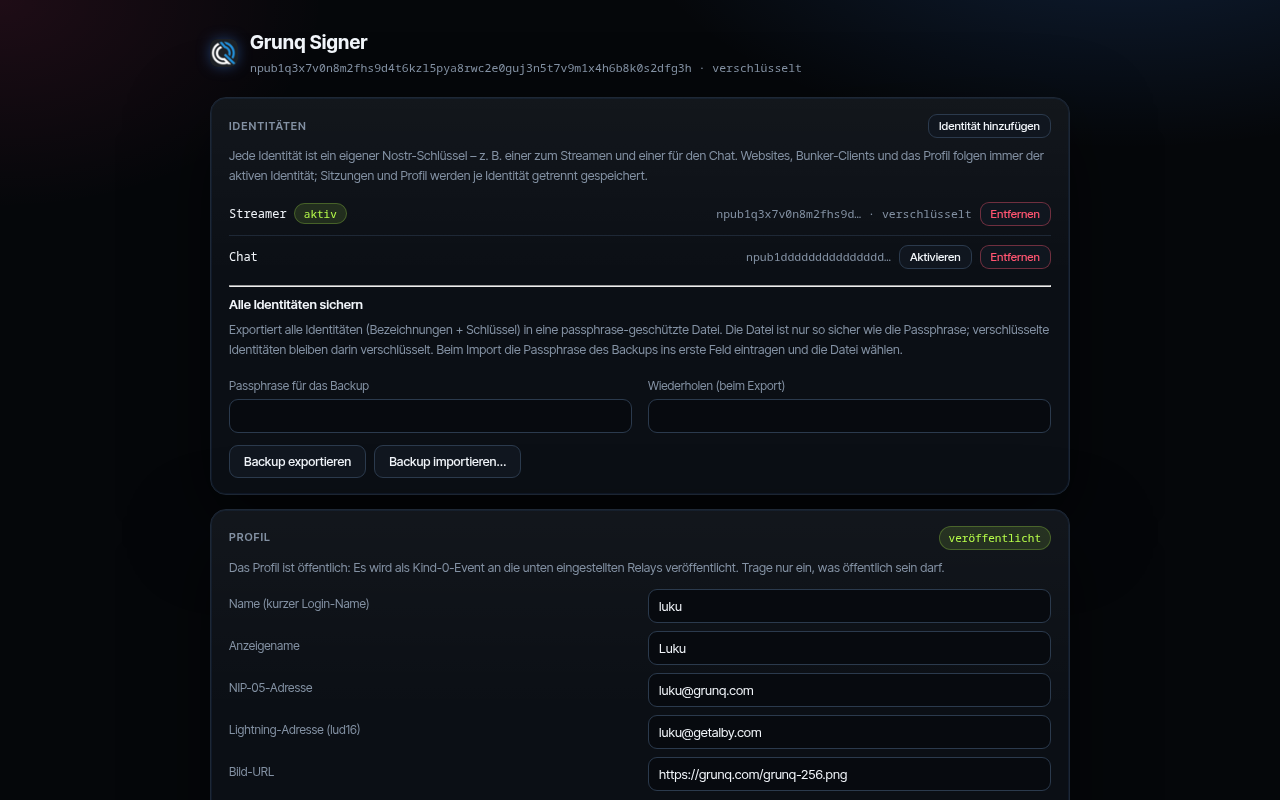 Grunq Signer
npub1q3x7v0n8m2fhs9d4t6kzl5pya8rwc2e0guj3n5t7v9m1x4h6b8k0s2dfg3h · verschlüsselt
IDENTITÄTEN
Identität hinzufügen
Jede Identität ist ein eigener Nostr-Schlüssel – z. B. einer zum Streamen und einer für den Chat. Websites, Bunker-Clients und das Profil folgen immer der
aktiven Identität; Sitzungen und Profil werden je Identität getrennt gespeichert.
Streamer aktiv npub1q3x7v0n8m2fhs9d… · verschlüsselt Entfernen
Chat npub1ddddddddddddddd… Aktivieren Entfernen
Alle Identitäten sichern
Exportiert alle Identitäten (Bezeichnungen + Schlüssel) in eine passphrase-geschützte Datei. Die Datei ist nur so sicher wie die Passphrase; verschlüsselte
Identitäten bleiben darin verschlüsselt. Beim Import die Passphrase des Backups ins erste Feld eintragen und die Datei wählen.
Passphrase für das Backup Wiederholen (beim Export)
Backup exportieren Backup importieren…
PROFIL veröffentlicht
Das Profil ist öffentlich: Es wird als Kind-0-Event an die unten eingestellten Relays veröffentlicht. Trage nur ein, was öffentlich sein darf.
Name (kurzer Login-Name) luku
Anzeigename Luku
NIP-05-Adresse luku@grunq.com
Lightning-Adresse (lud16) luku@getalby.com
Bild-URL https://grunq.com/grunq-256.png